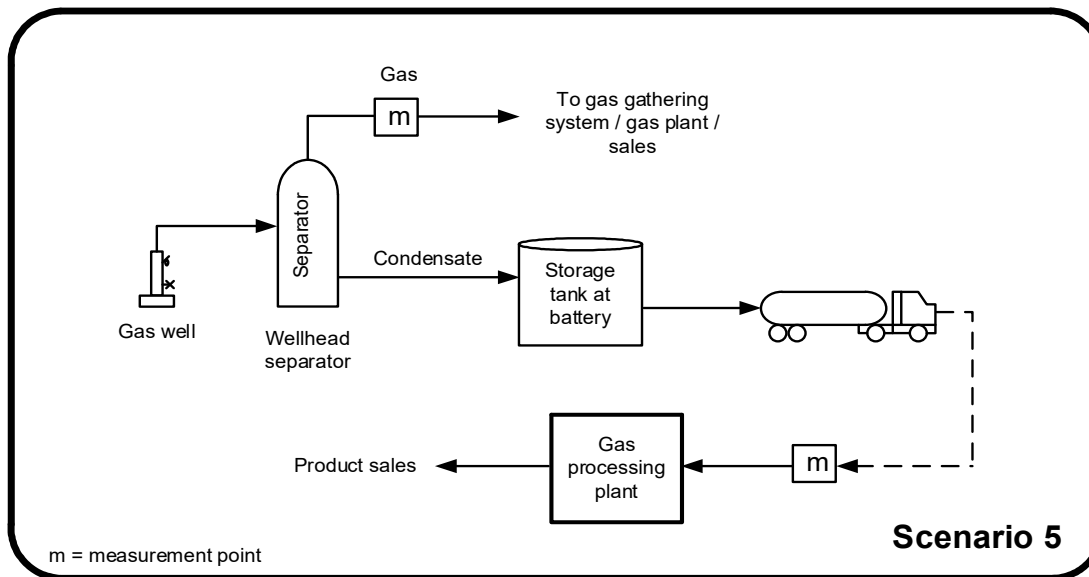 Gas
m
To gas gathering
system / gas plant /
sales
Separator
Condensate
Storage
tank at
battery
Gas well
Wellhead
separator
Product sales
Gas
processing
plant
m
Scenario 5
m = measurement point